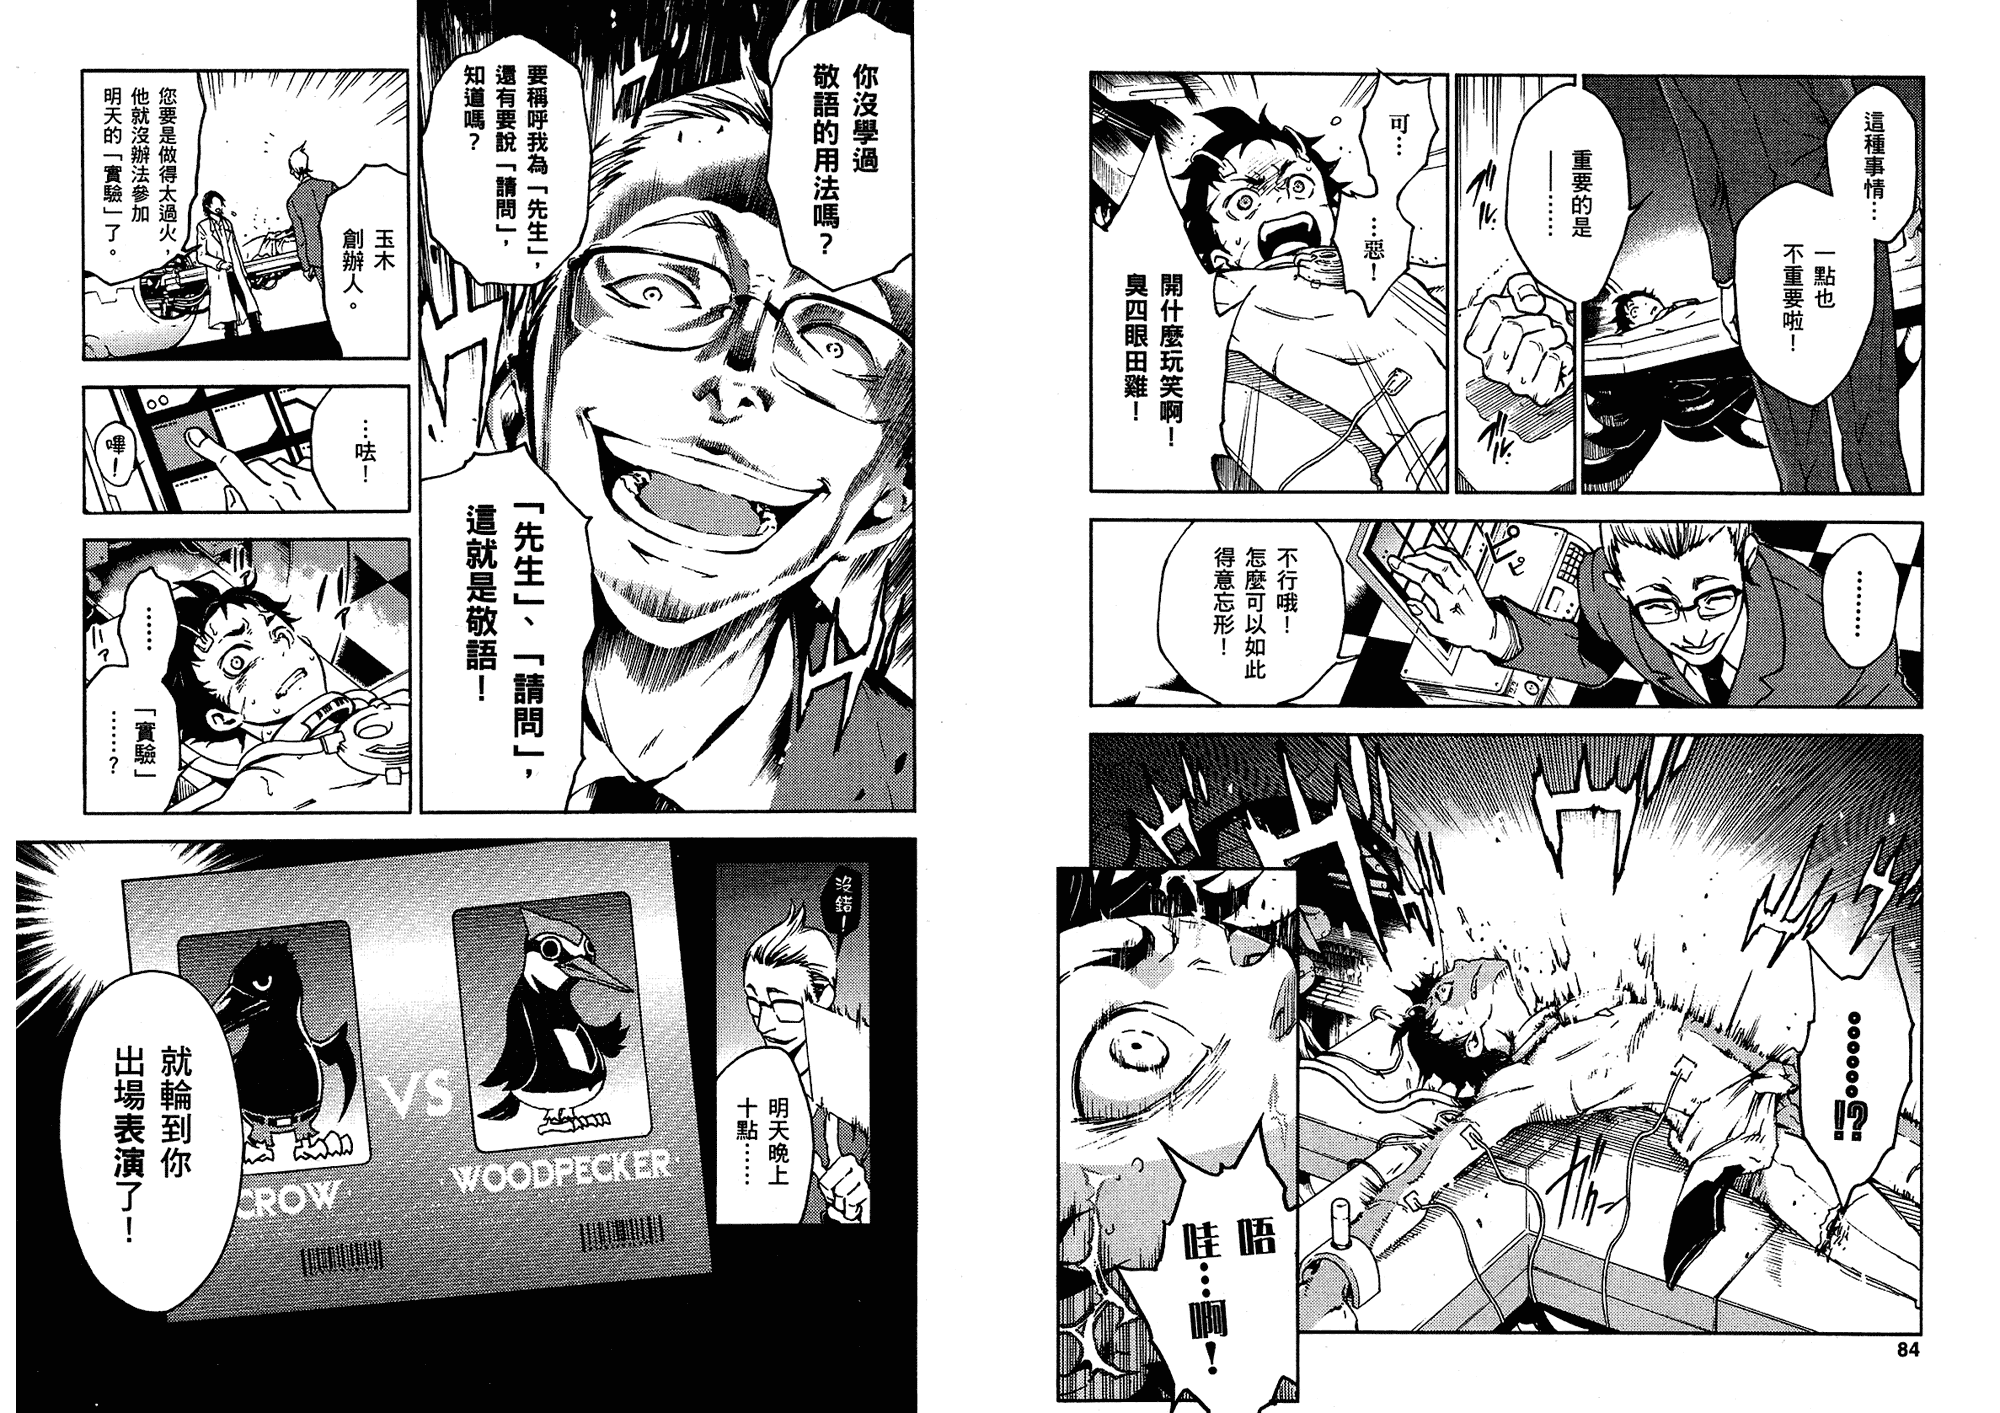 這種事情…
一點也
不重要啦！
重要的是
———……
可…
…惡！
開什麼玩笑啊！
臭四眼田雞！
………
ピピ
不行哦！
怎麼可以如此
得意忘形！
………!?
唔
哇…啊！
84
你沒學過
敬語的用法嗎？
要稱呼我為「先生」，
還有要說「請問」，
知道嗎？
「先生」、「請問」，
這就是敬語！
玉木
創辦人。
您要是做得太過火，
他就沒辦法參加
明天的「實驗」了。
…呿！
嗶！
……
「實驗」
……？
沒錯！
明天晚上
十點……
CROW
VS
WOODPECKER
就輪到你
出場表演了！